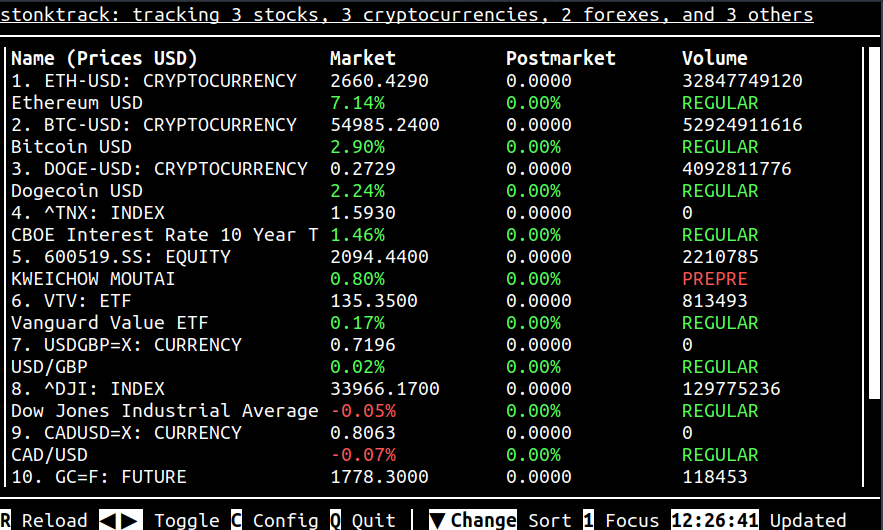 stonktrack: tracking 3 stocks, 3 cryptocurrencies, 2 forexes, and 3 others
Name (Prices USD) Market Postmarket Volume
1. ETH-USD: CRYPTOCURRENCY 2660.4290 0.0000 32847749120
Ethereum USD 7.14% 0.00% REGULAR
2. BTC-USD: CRYPTOCURRENCY 54985.2400 0.0000 52924911616
Bitcoin USD 2.90% 0.00% REGULAR
3. DOGE-USD: CRYPTOCURRENCY 0.2729 0.0000 4092811776
Dogecoin USD 2.24% 0.00% REGULAR
4. ^TNX: INDEX 1.5930 0.0000 0
CBOE Interest Rate 10 Year T 1.46% 0.00% REGULAR
5. 600519.SS: EQUITY 2094.4400 0.0000 2210785
KWEICHOW MOUTAI 0.80% 0.00% PREPRE
6. VTV: ETF 135.3500 0.0000 813493
Vanguard Value ETF 0.17% 0.00% REGULAR
7. USDGBP=X: CURRENCY 0.7196 0.0000 0
USD/GBP 0.02% 0.00% REGULAR
8. ^DJI: INDEX 33966.1700 0.0000 129775236
Dow Jones Industrial Average -0.05% 0.00% REGULAR
9. CADUSD=X: CURRENCY 0.8063 0.0000 0
CAD/USD -0.07% 0.00% REGULAR
10. GC=F: FUTURE 1778.3000 0.0000 118453
R Reload ◀ ▶ Toggle C Config Q Quit | ▼ Change Sort 1 Focus 12:26:41 Updated